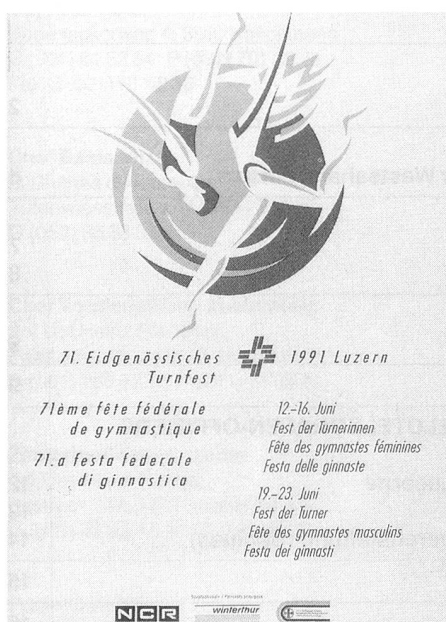 71. Eidgenössisches
Turnfest
1991 Luzern
71ème fête fédérale
de gymnastique
71.a festa federale
di ginnastica
12.–16. Juni
Fest der Turnerinnen
Fête des gymnastes féminines
Festa delle ginnaste
19.–23. Juni
Fest der Turner
Fête des gymnastes masculins
Festa dei ginnasti
NCR
winterthur